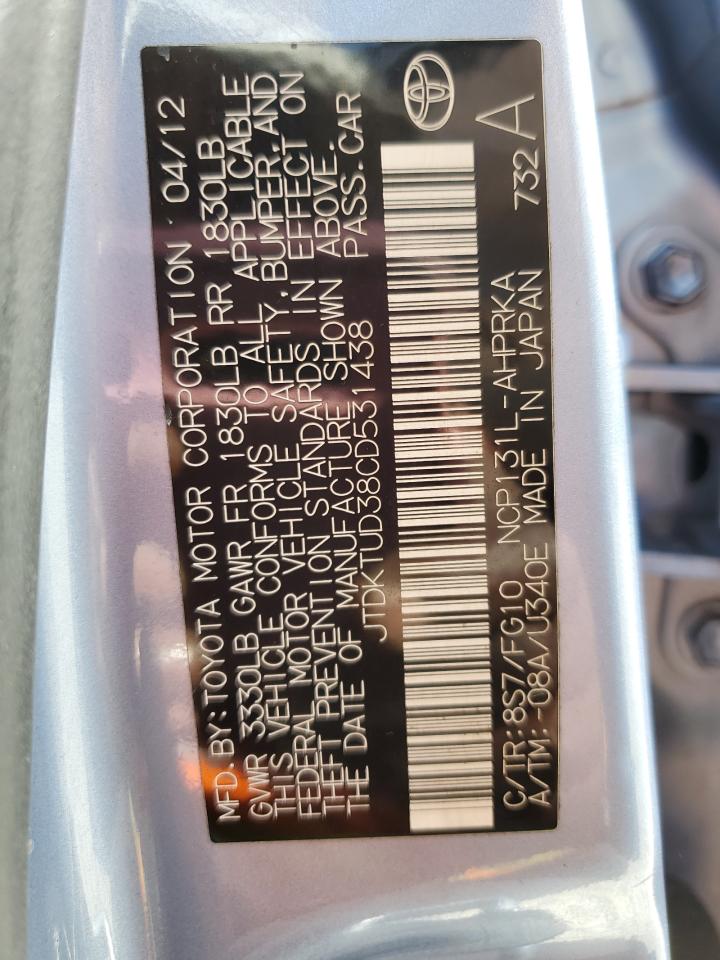 MFD. BY: TOYOTA MOTOR CORPORATION 04/12
GVWR 3330LB GAWR FR 1830LB RR 1830LB
THIS VEHICLE CONFORMS TO ALL APPLICABLE
FEDERAL MOTOR VEHICLE SAFETY, BUMPER, AND
THEFT PREVENTION STANDARDS IN EFFECT ON
THE DATE OF MANUFACTURE SHOWN ABOVE.
JTDKTUD38CD531438 PASS. CAR
C/TR: 8S7/FG10 NCP131L-AHPRKA 732 A
A/TM: -08A/U340E MADE IN JAPAN